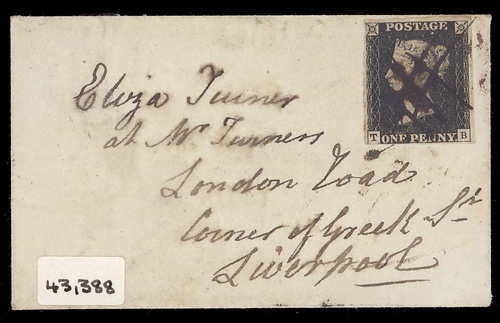 POSTAGE
T ONE PENNY. B
Eliza Turner
at Mr Turners
London Road
Corner of Greek St
Liverpool
43,388